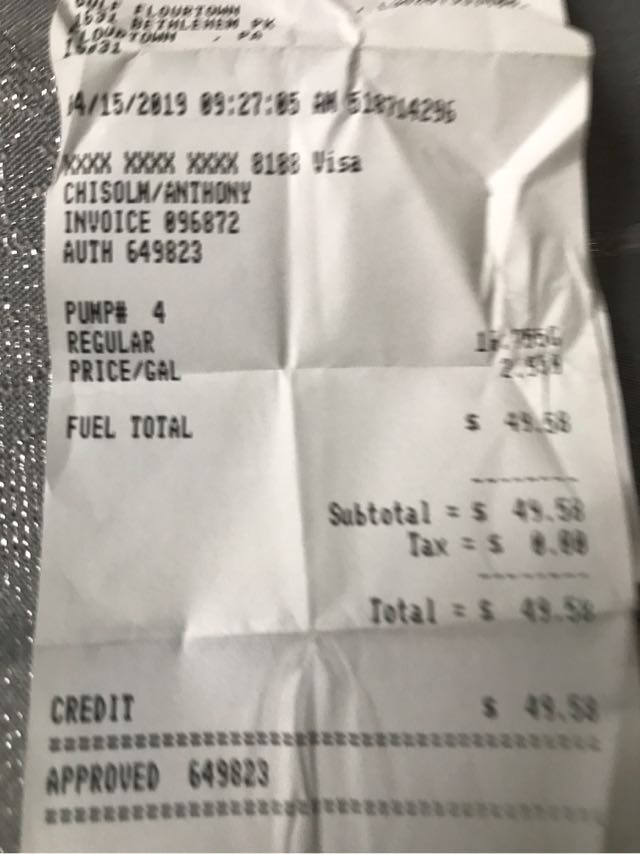 FLOURTOWN
1631 BETHLEHEM PK
FLOURTOWN , PA
4/15/2019 09:27:05 AM 518714296
XXXX XXXX XXXX 8188 Visa
CHISOLM/ANTHONY
INVOICE 096872
AUTH 649823
PUMP# 4
REGULAR
PRICE/GAL
FUEL TOTAL $ 49.58
Subtotal = $ 49.58
Tax = $ 0.00
Total = $ 49.58
CREDIT $ 49.58
APPROVED 649823